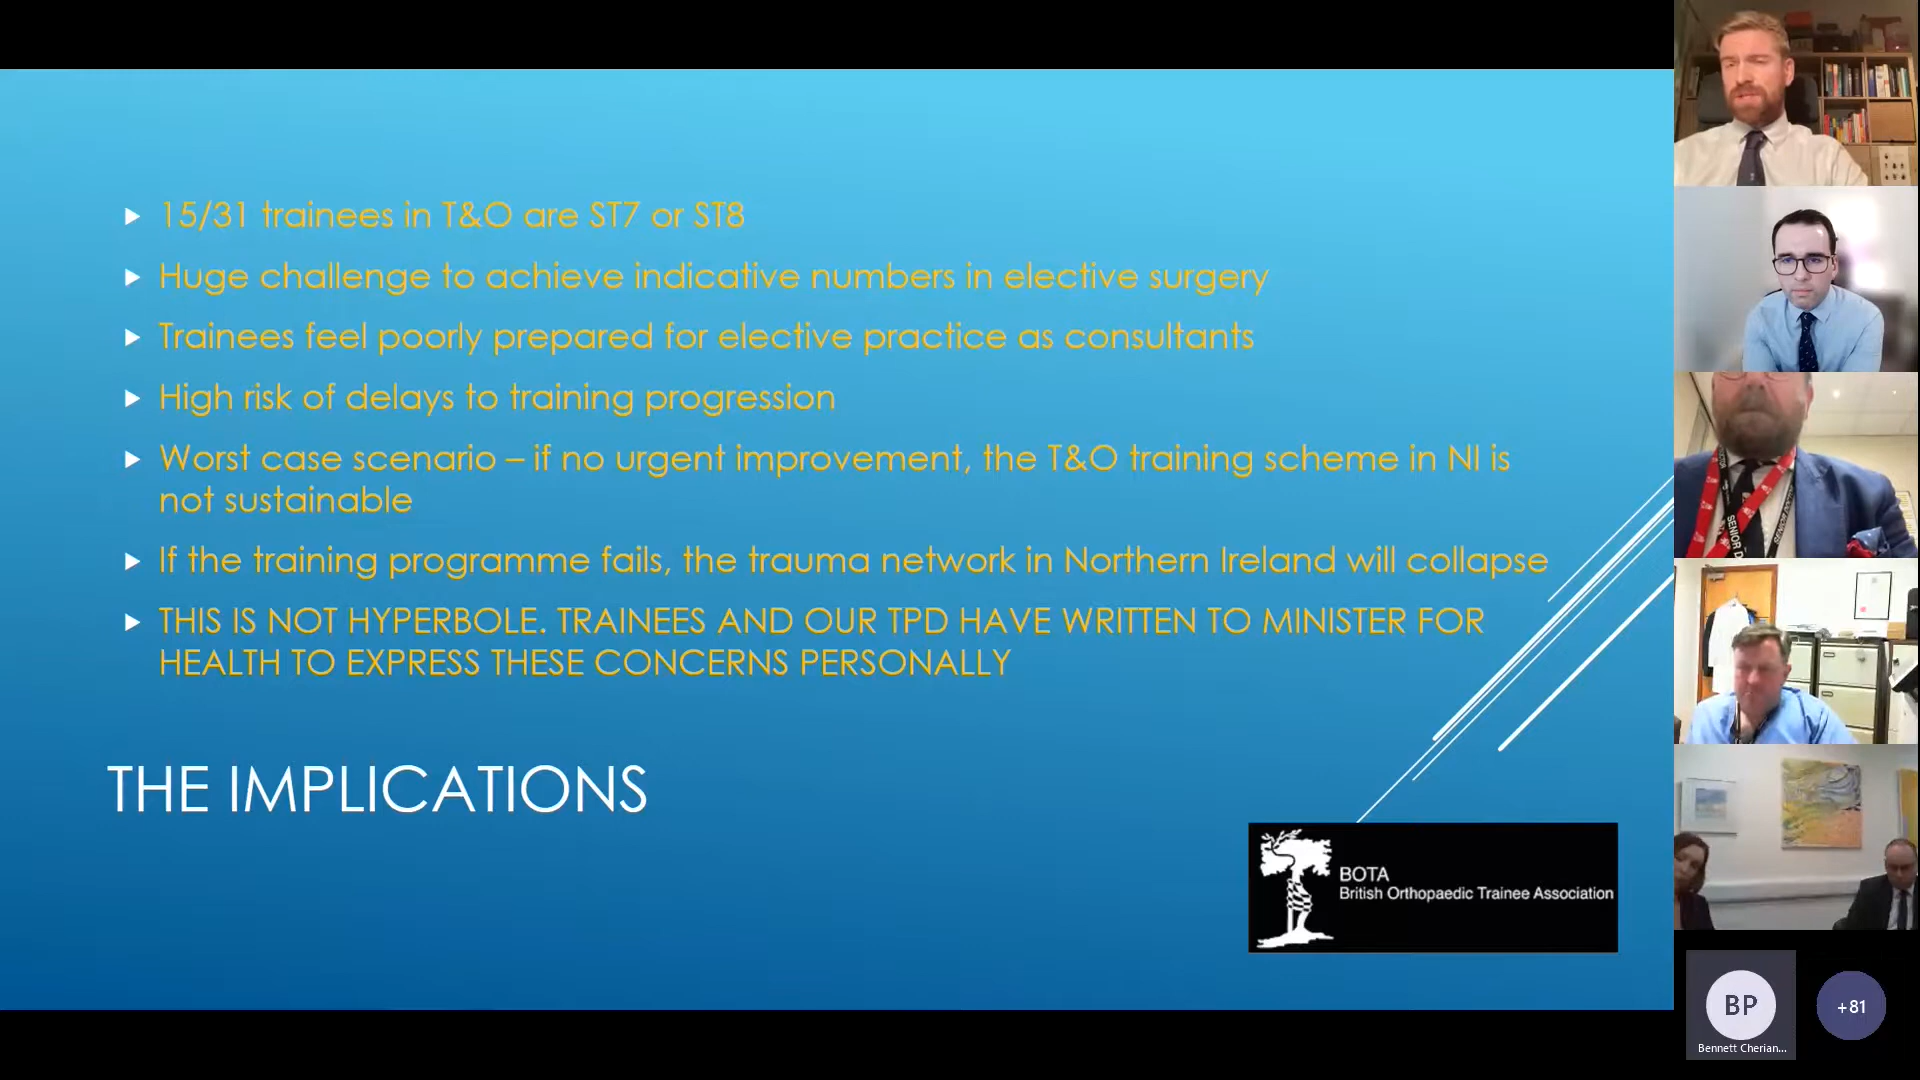 15/31 trainees in T&O are ST7 or ST8
Huge challenge to achieve indicative numbers in elective surgery
Trainees feel poorly prepared for elective practice as consultants
High risk of delays to training progression
Worst case scenario – if no urgent improvement, the T&O training scheme in NI is
not sustainable
If the training programme fails, the trauma network in Northern Ireland will collapse
THIS IS NOT HYPERBOLE. TRAINEES AND OUR TPD HAVE WRITTEN TO MINISTER FOR
HEALTH TO EXPRESS THESE CONCERNS PERSONALLY
THE IMPLICATIONS
BOTA
British Orthopaedic Trainee Association
SENIOR D
SENIOR
BP
Bennett Cherian...
+81